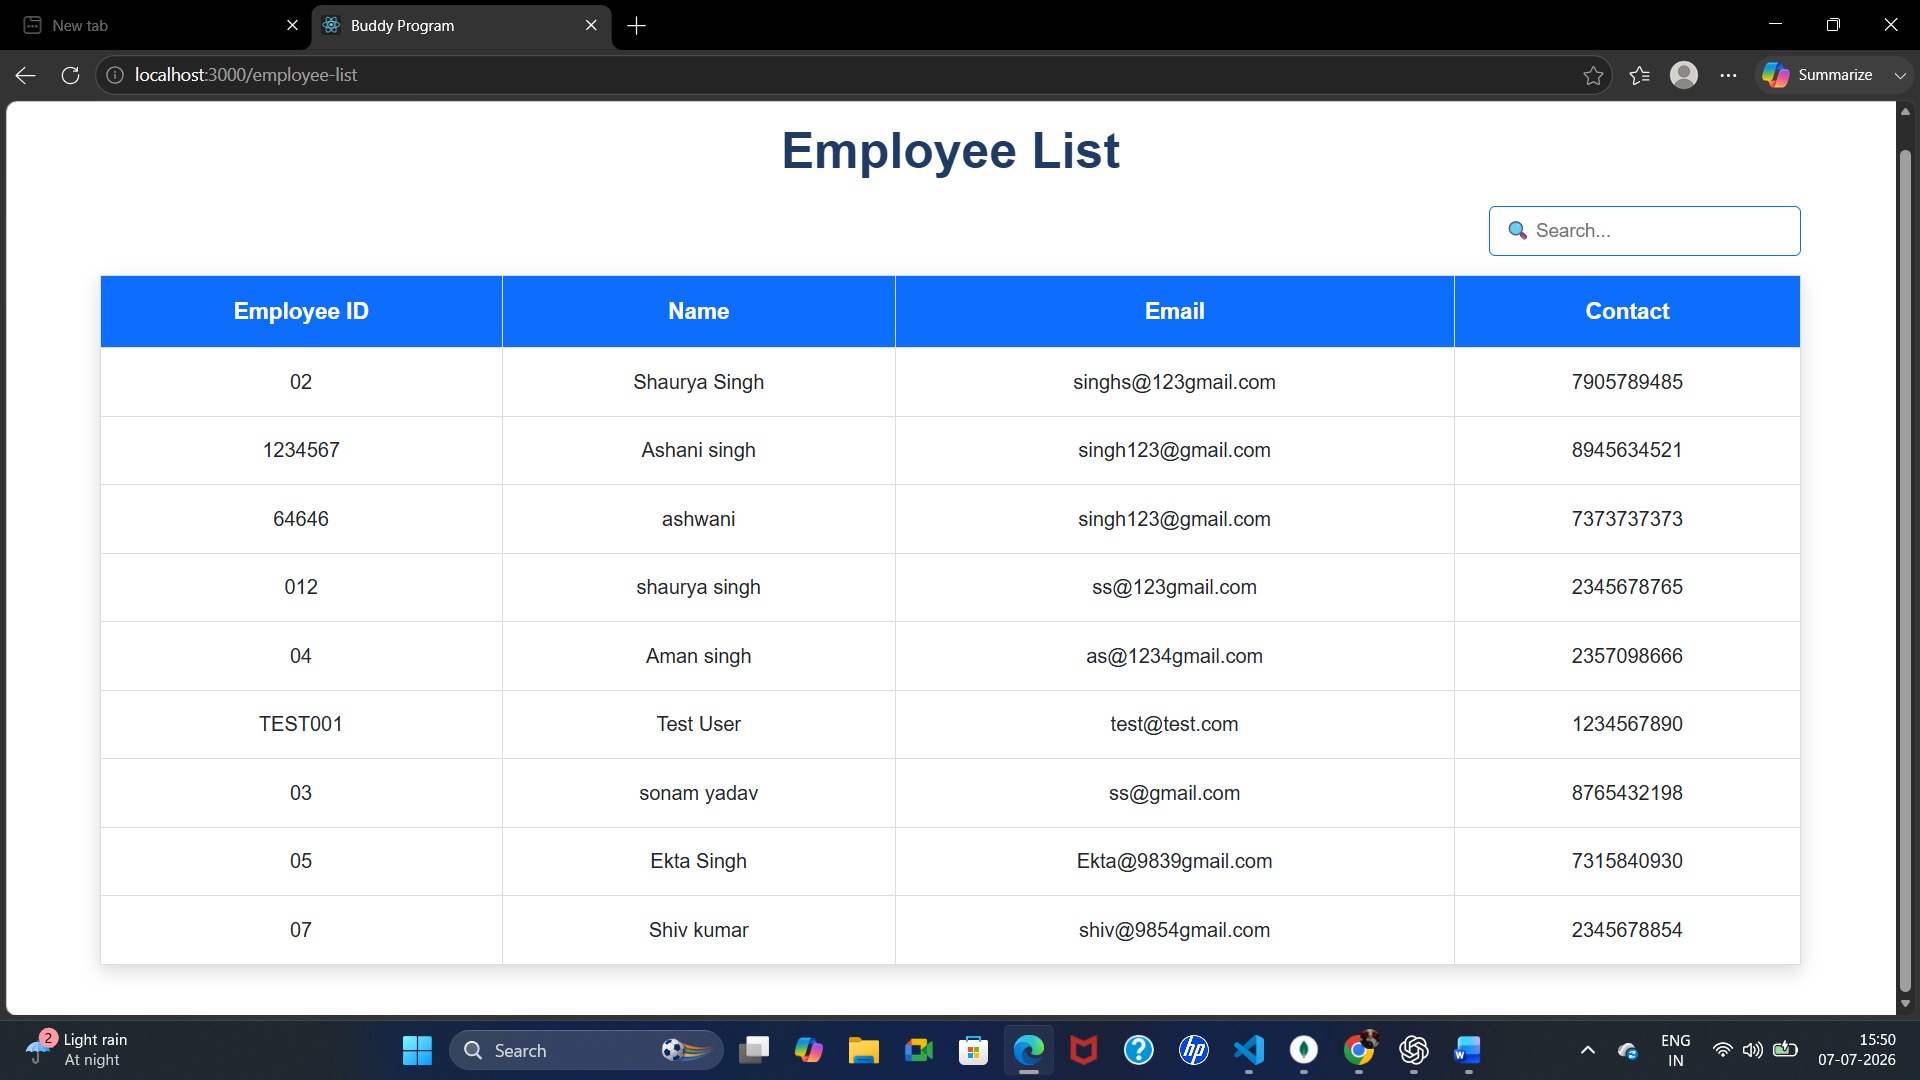 New tab
Buddy Program
localhost:3000/employee-list
Summarize
Employee List
Search...
Employee ID Name Email Contact
02 Shaurya Singh singhs@123gmail.com 7905789485
1234567 Ashani singh singh123@gmail.com 8945634521
64646 ashwani singh123@gmail.com 7373737373
012 shaurya singh ss@123gmail.com 2345678765
04 Aman singh as@1234gmail.com 2357098666
TEST001 Test User test@test.com 1234567890
03 sonam yadav ss@gmail.com 8765432198
05 Ekta Singh Ekta@9839gmail.com 7315840930
07 Shiv kumar shiv@9854gmail.com 2345678854
2
Light rain
At night
Search
hp
W
ENG
IN
15:50
07-07-2026